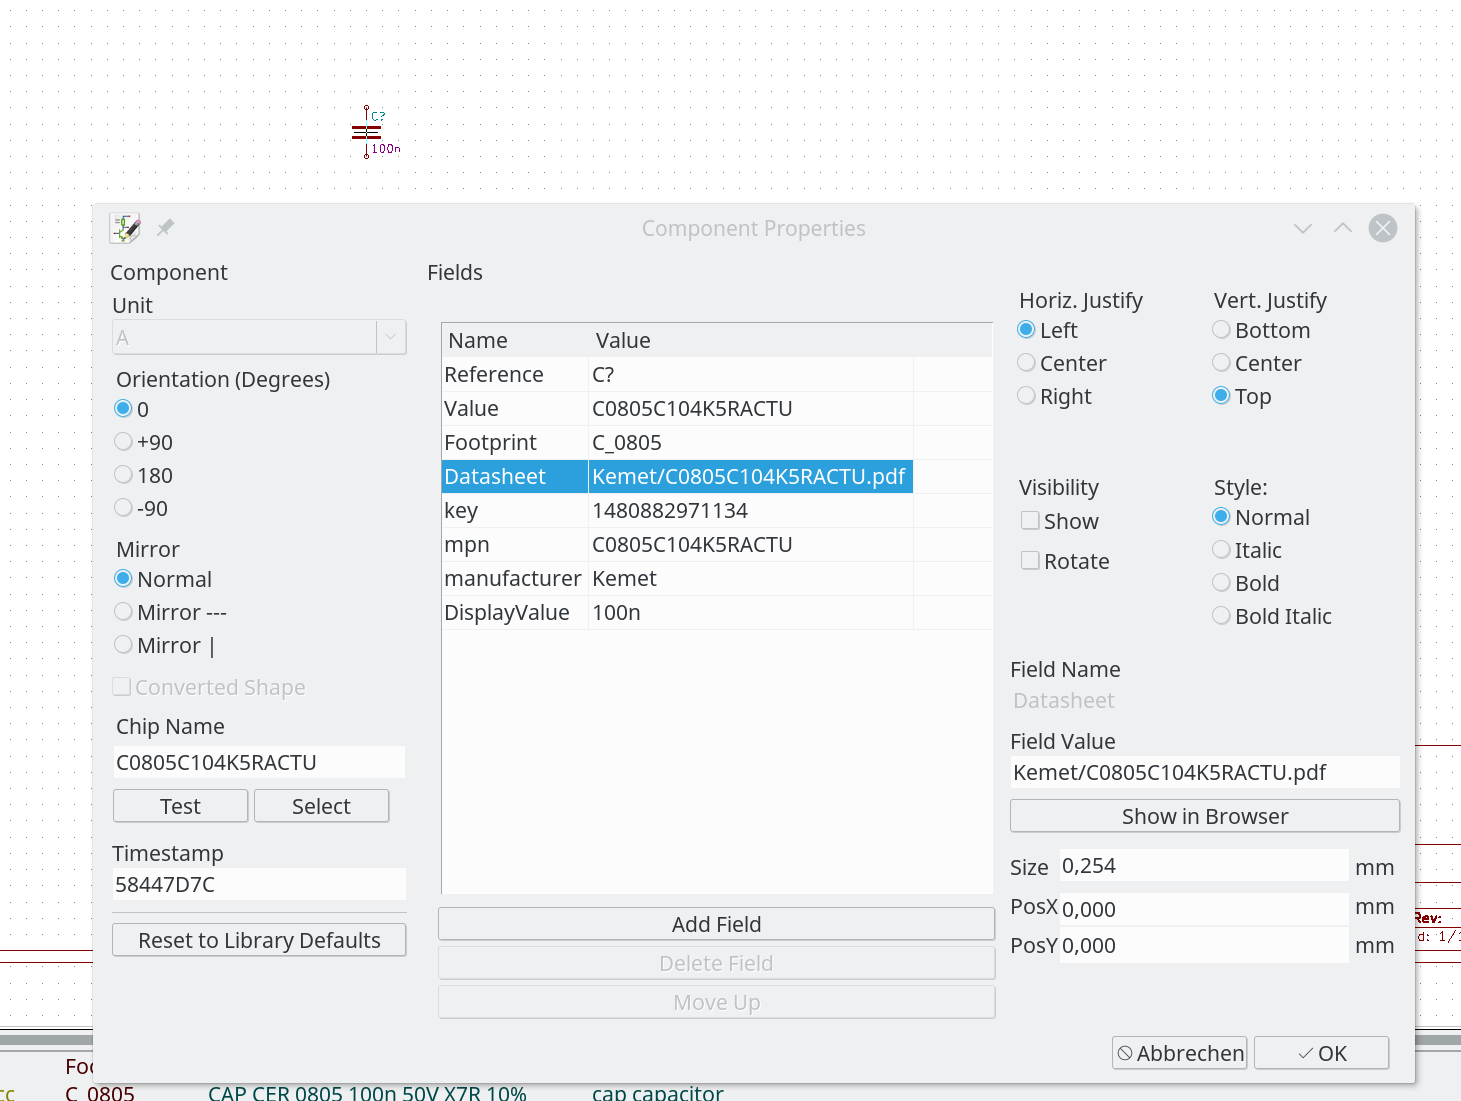 C?
100n
Component Properties
Component
Unit
A
Orientation (Degrees)
0
+90
180
-90
Mirror
Normal
Mirror ---
Mirror |
Converted Shape
Chip Name
C0805C104K5RACTU
Test Select
Timestamp
58447D7C
Reset to Library Defaults
Fields
Name Value
Reference C?
Value C0805C104K5RACTU
Footprint C_0805
Datasheet Kemet/C0805C104K5RACTU.pdf
key 1480882971134
mpn C0805C104K5RACTU
manufacturer Kemet
DisplayValue 100n
Add Field
Delete Field
Move Up
Horiz. Justify
Left
Center
Right
Vert. Justify
Bottom
Center
Top
Visibility
Show
Rotate
Style:
Normal
Italic
Bold
Bold Italic
Field Name
Datasheet
Field Value
Kemet/C0805C104K5RACTU.pdf
Show in Browser
Size 0,254 mm
PosX 0,000 mm
PosY 0,000 mm
Abbrechen OK
Rev:
d: 1/
Foo
C_0805 CAP CER 0805 100n 50V X7R 10% cap capacitor